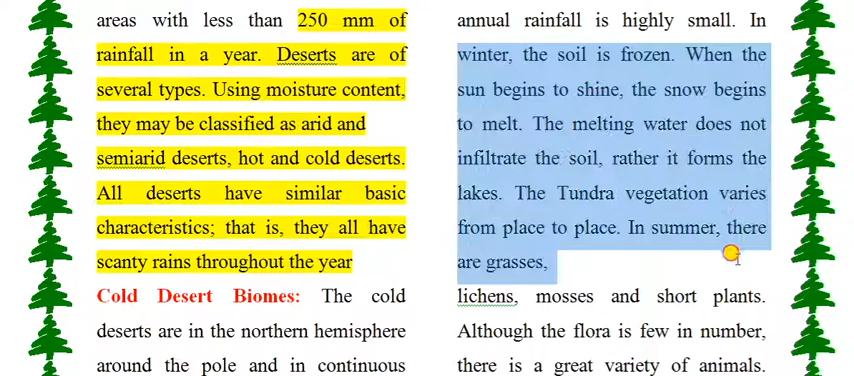 areas with less than 250 mm of
rainfall in a year. Deserts are of
several types. Using moisture content,
they may be classified as arid and
semiarid deserts, hot and cold deserts.
All deserts have similar basic
characteristics; that is, they all have
scanty rains throughout the year
Cold Desert Biomes: The cold
deserts are in the northern hemisphere
around the pole and in continuous
annual rainfall is highly small. In
winter, the soil is frozen. When the
sun begins to shine, the snow begins
to melt. The melting water does not
infiltrate the soil, rather it forms the
lakes. The Tundra vegetation varies
from place to place. In summer, there
are grasses,
lichens, mosses and short plants.
Although the flora is few in number,
there is a great variety of animals.